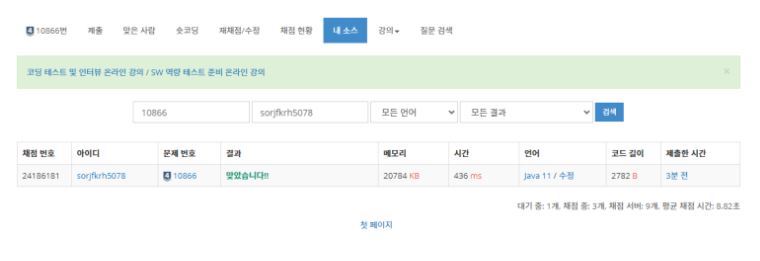 4 10866번 제출 맞은 사람 숏코딩 재채점/수정 채점 현황 내 소스 강의 질문 검색
코딩 테스트 및 인터뷰 온라인 강의 / SW 역량 테스트 준비 온라인 강의 ×
10866 sorjfkrh5078 모든 언어 모든 결과 검색
채점 번호 아이디 문제 번호 결과 메모리 시간 언어 코드 길이 제출한 시간
24186181 sorjfkrh5078 4 10866 맞았습니다!! 20784 KB 436 ms Java 11 / 수정 2782 B 3분 전
대기 중: 1개, 채점 중: 3개, 채점 서버: 9개, 평균 채점 시간: 8.82초
첫 페이지